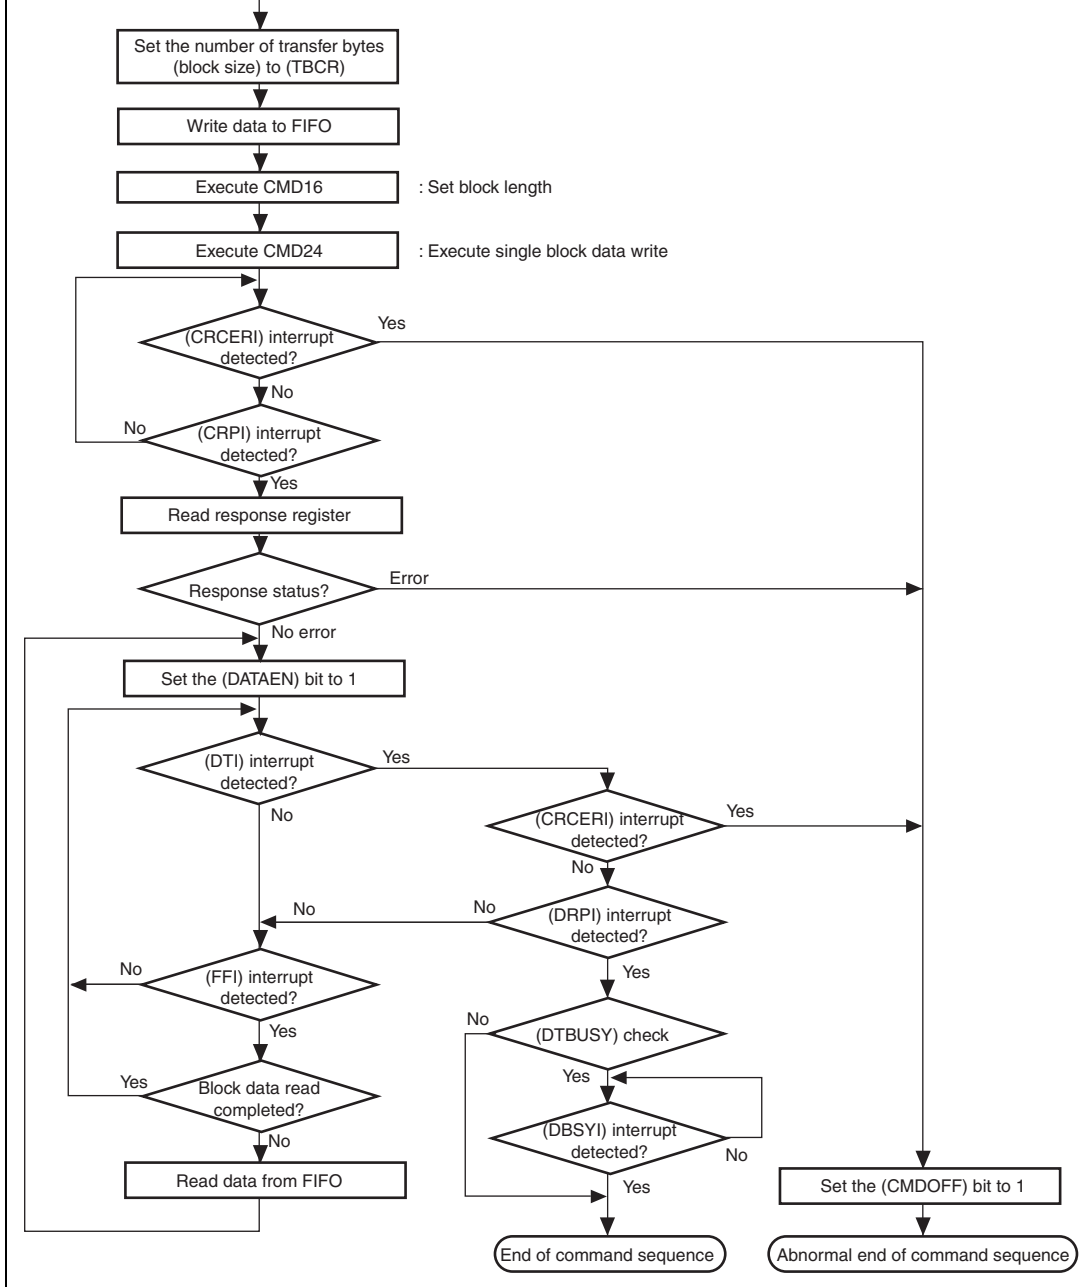 Set the number of transfer bytes
(block size) to (TBCR)
Write data to FIFO
Execute CMD16
: Set block length
Execute CMD24
: Execute single block data write
(CRCERI) interrupt
detected?
Yes
No
(CRPI) interrupt
detected?
No
Yes
Read response register
Response status?
Error
No error
Set the (DATAEN) bit to 1
(DTI) interrupt
detected?
Yes
No
(CRCERI) interrupt
detected?
Yes
No
(DRPI) interrupt
detected?
No
No
Yes
(FFI) interrupt
detected?
No
Yes
(DTBUSY) check
No
Yes
Block data read
completed?
Yes
No
(DBSYI) interrupt
detected?
No
Yes
Read data from FIFO
Set the (CMDOFF) bit to 1
End of command sequence
Abnormal end of command sequence